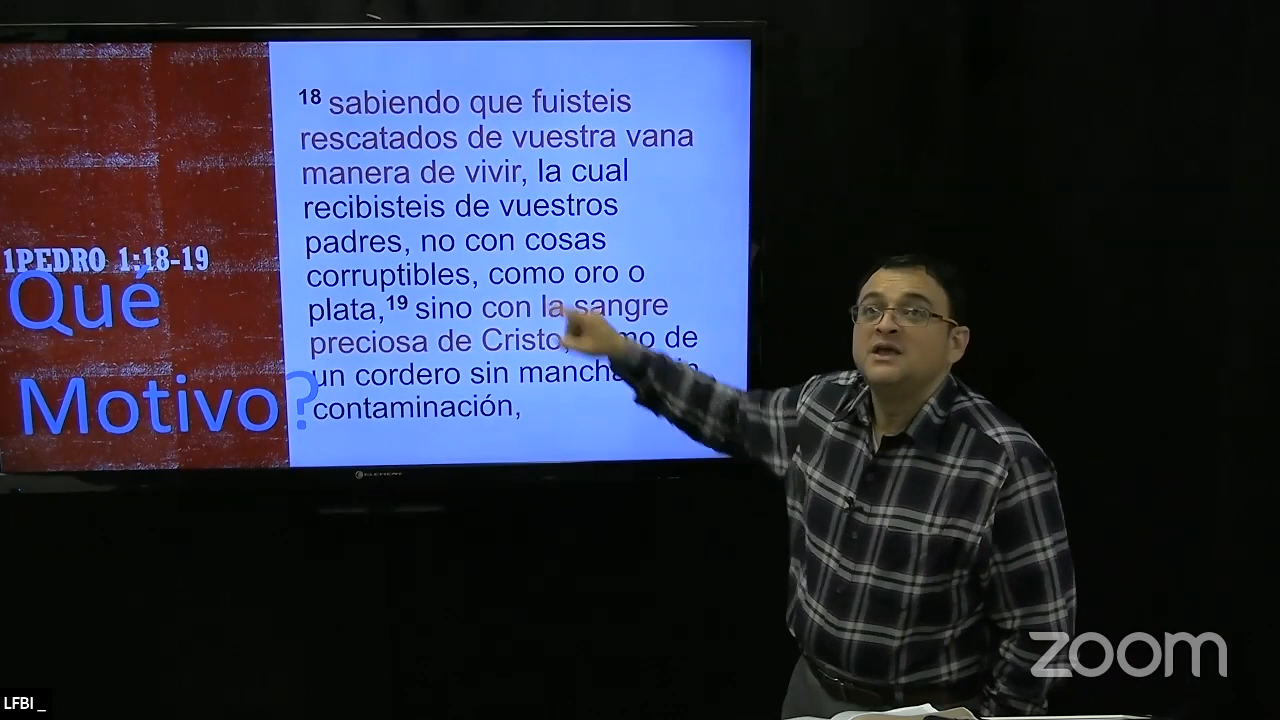 1PEDRO 1:18-19
Qué
Motivo?
18 sabiendo que fuisteis
rescatados de vuestra vana
manera de vivir, la cual
recibisteis de vuestros
padres, no con cosas
corruptibles, como oro o
plata,19 sino con la sangre
preciosa de Cristo, de
un cordero sin mancha
contaminación,
ELEMENT
zoom
LFBI _